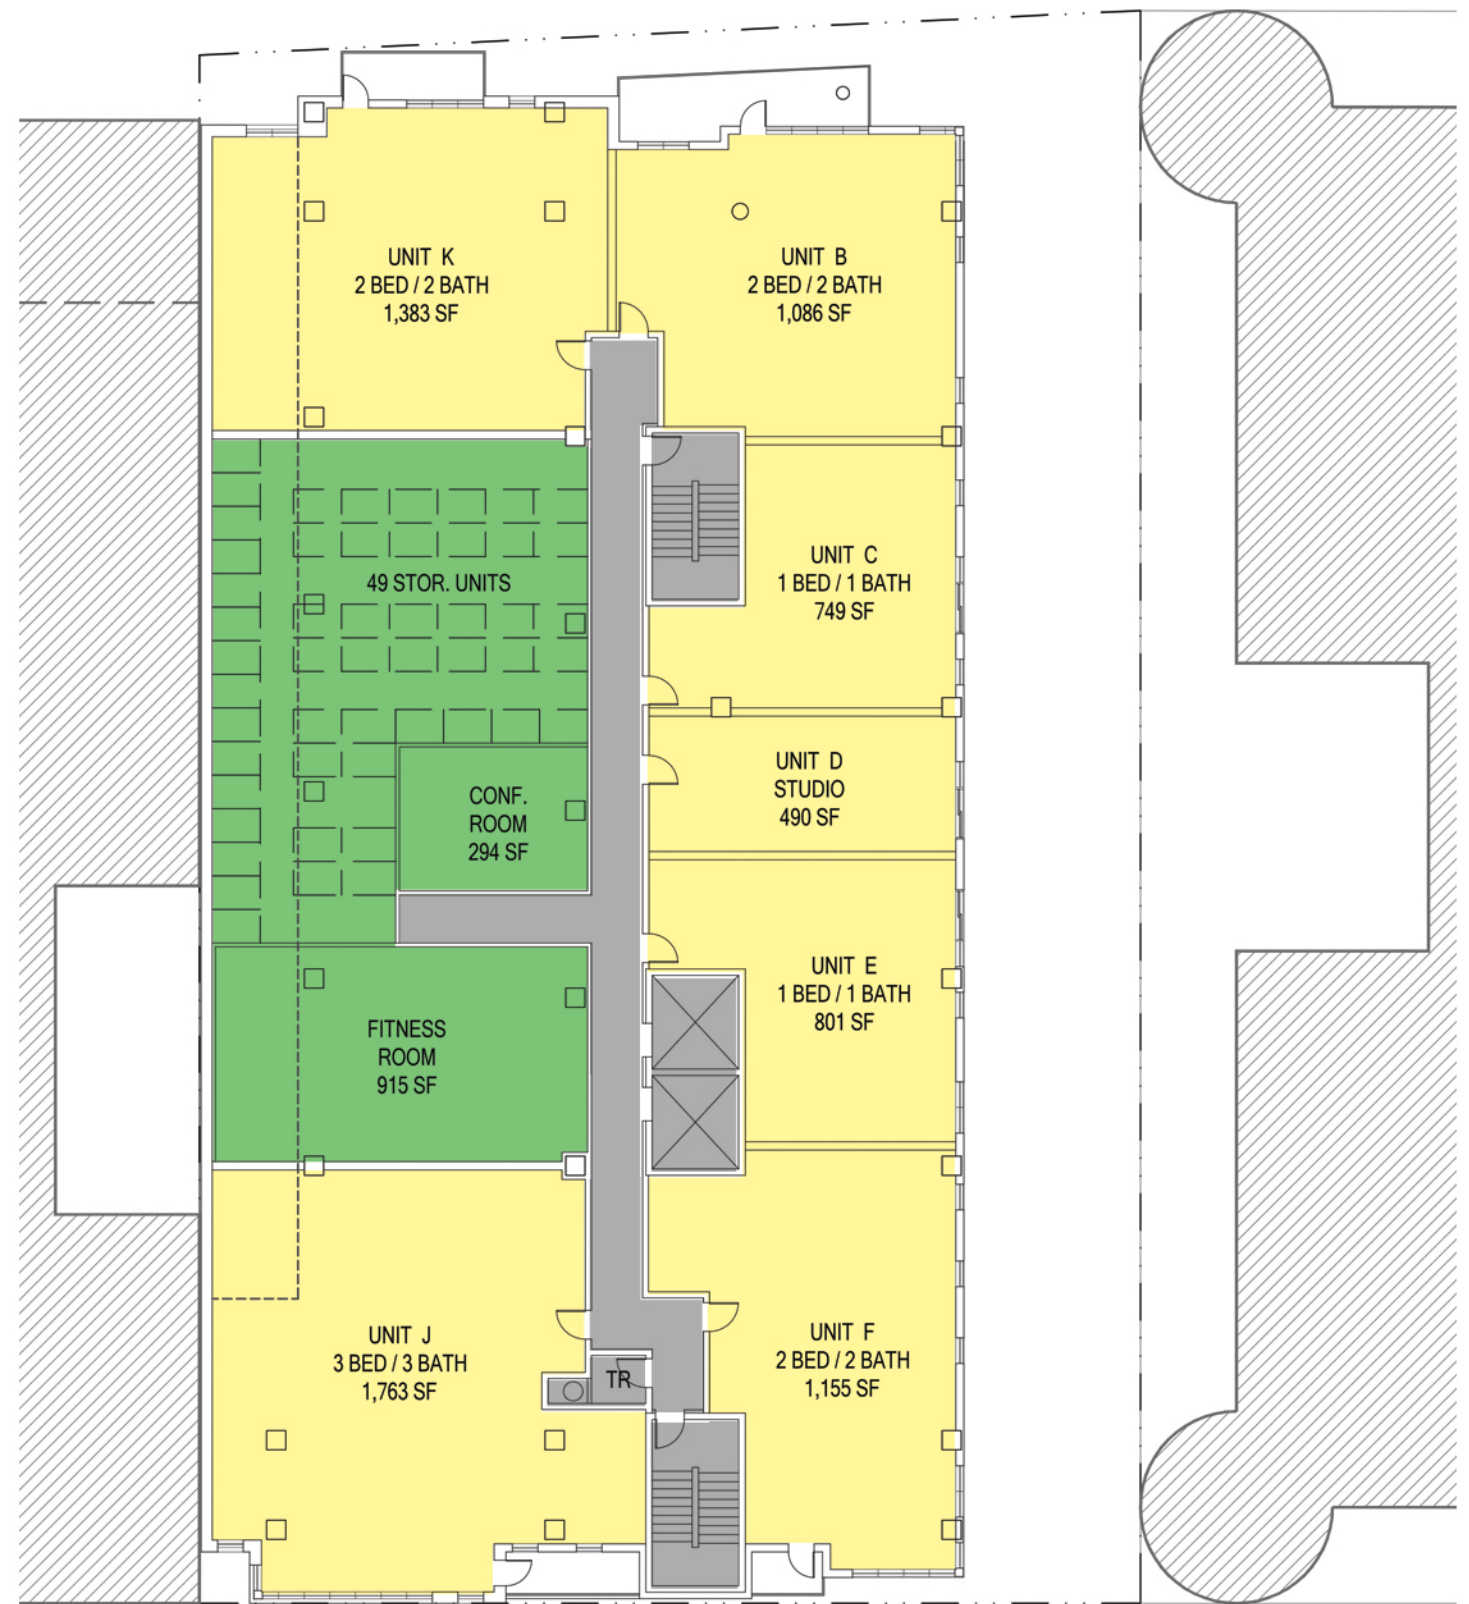 UNIT K
2 BED / 2 BATH
1,383 SF
UNIT B
2 BED / 2 BATH
1,086 SF
49 STOR. UNITS
UNIT C
1 BED / 1 BATH
749 SF
UNIT D
STUDIO
490 SF
CONF.
ROOM
294 SF
UNIT E
1 BED / 1 BATH
801 SF
FITNESS
ROOM
915 SF
UNIT J
3 BED / 3 BATH
1,763 SF
TR
UNIT F
2 BED / 2 BATH
1,155 SF